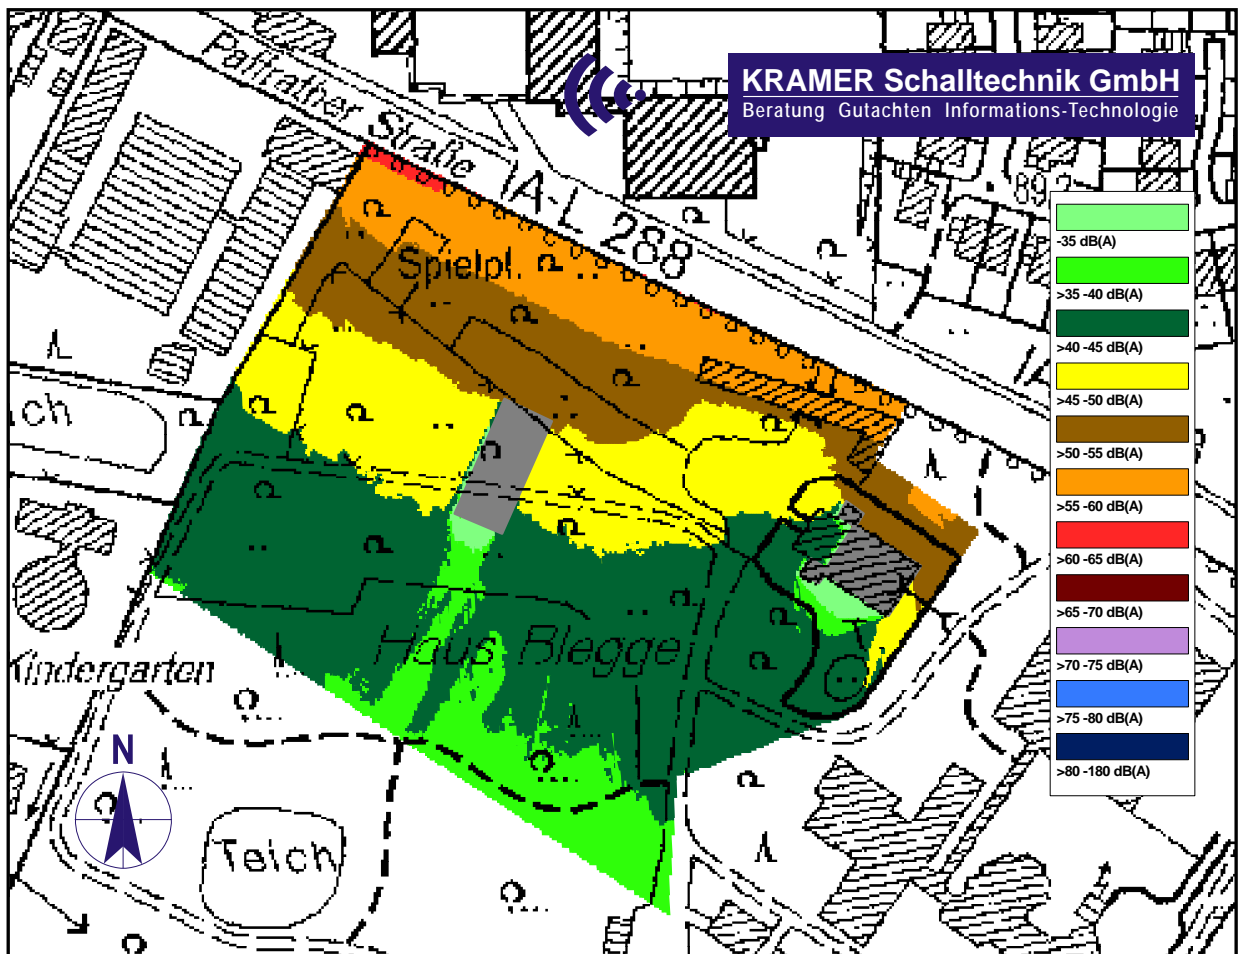 KRAMER Schalltechnik GmbH
Beratung Gutachten Informations-Technologie
Paffrather Straße
L 288
Spielpl.
Haus Blegge
Kindergarten
Teich
N
-35 dB(A)
>35 -40 dB(A)
>40 -45 dB(A)
>45 -50 dB(A)
>50 -55 dB(A)
>55 -60 dB(A)
>60 -65 dB(A)
>65 -70 dB(A)
>70 -75 dB(A)
>75 -80 dB(A)
>80 -180 dB(A)